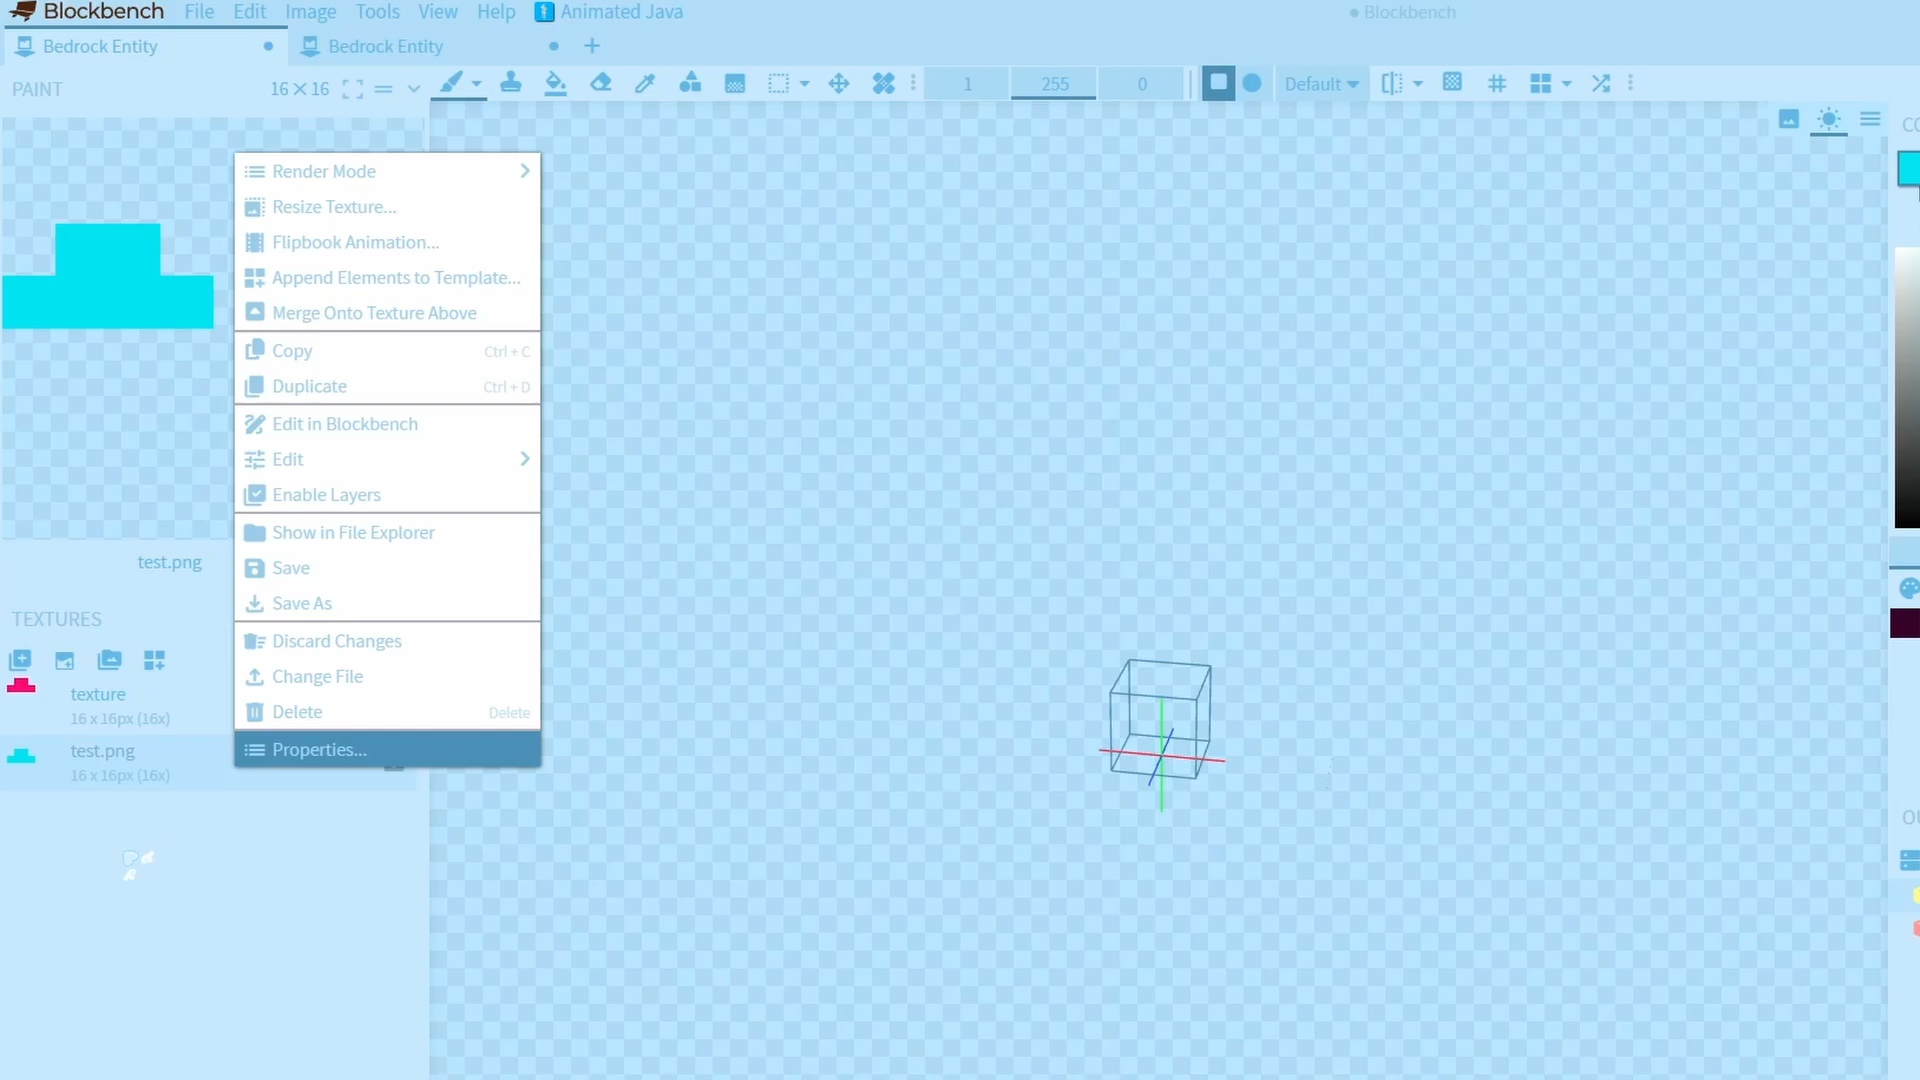 Blockbench File Edit Image Tools View Help Animated Java
Blockbench
Bedrock Entity
Bedrock Entity
PAINT
16 × 16
1
255
0
Default
Render Mode
Resize Texture...
Flipbook Animation...
Append Elements to Template...
Merge Onto Texture Above
Copy Ctrl + C
Duplicate Ctrl + D
Edit in Blockbench
Edit
Enable Layers
Show in File Explorer
Save
Save As
Discard Changes
Change File
Delete Delete
Properties...
test.png
TEXTURES
texture
16 x 16px (16x)
test.png
16 x 16px (16x)